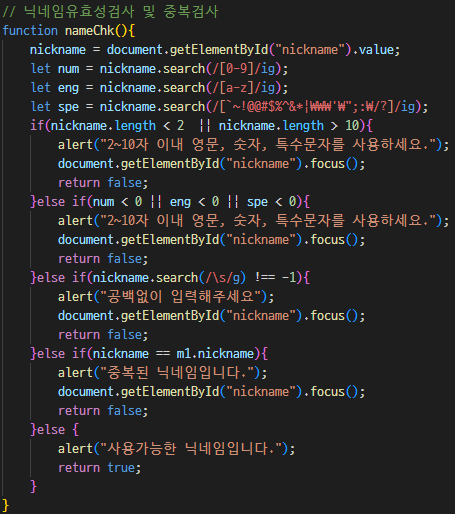 // 닉네임유효성검사 및 중복검사
function nameChk(){
    nickname = document.getElementById("nickname").value;
    let num = nickname.search(/[0-9]/ig);
    let eng = nickname.search(/[a-z]/ig);
    let spe = nickname.search(/[`~!@@#$%^&*|₩₩₩'₩";:₩/?]/ig);
    if(nickname.length < 2  || nickname.length > 10){
        alert("2~10자 이내 영문, 숫자, 특수문자를 사용하세요.");
        document.getElementById("nickname").focus();
        return false;
    }else if(num < 0 || eng < 0 || spe < 0){
        alert("2~10자 이내 영문, 숫자, 특수문자를 사용하세요.");
        document.getElementById("nickname").focus();
        return false;
    }else if(nickname.search(/\s/g) !== -1){
        alert("공백없이 입력해주세요");
        document.getElementById("nickname").focus();
        return false;
    }else if(nickname == m1.nickname){
        alert("중복된 닉네임입니다.");
        document.getElementById("nickname").focus();
        return false;
    }else {
        alert("사용가능한 닉네임입니다.");
        return true;
    }
}